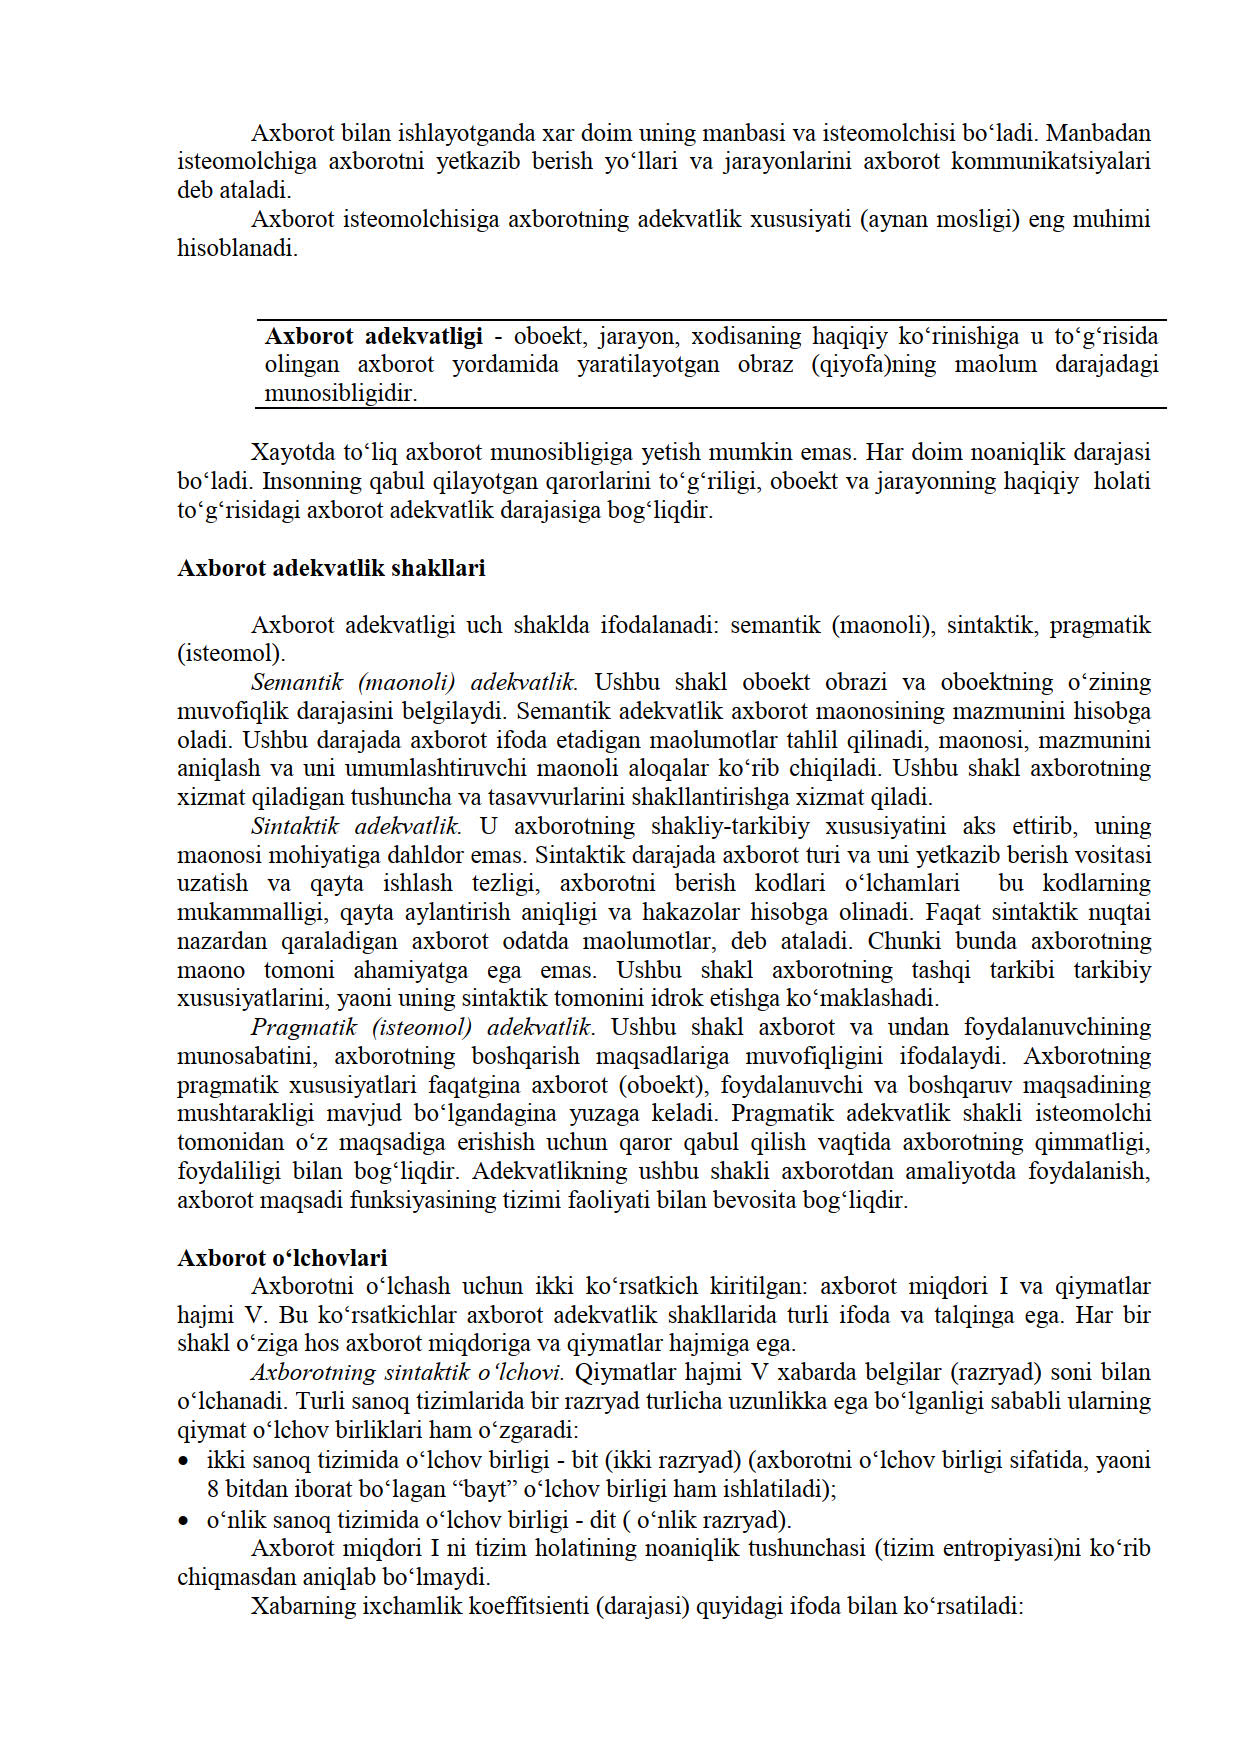 Axborot bilan ishlayotganda xar doim uning manbasi va isteomolchisi bo‘ladi. Manbadan
isteomolchiga axborotni yetkazib berish yo‘llari va jarayonlarini axborot kommunikatsiyalari
deb ataladi.
Axborot isteomolchisiga axborotning adekvatlik xususiyati (aynan mosligi) eng muhimi
hisoblanadi.
Axborot adekvatligi - oboekt, jarayon, xodisaning haqiqiy ko‘rinishiga u to‘g‘risida
olingan axborot yordamida yaratilayotgan obraz (qiyofa)ning maolum darajadagi
munosibligidir.
Xayotda to‘liq axborot munosibligiga yetish mumkin emas. Har doim noaniqlik darajasi
bo‘ladi. Insonning qabul qilayotgan qarorlarini to‘g‘riligi, oboekt va jarayonning haqiqiy  holati
to‘g‘risidagi axborot adekvatlik darajasiga bog‘liqdir.
Axborot adekvatlik shakllari
Axborot adekvatligi uch shaklda ifodalanadi: semantik (maonoli), sintaktik, pragmatik
(isteomol).
Semantik (maonoli) adekvatlik. Ushbu shakl oboekt obrazi va oboektning o‘zining
muvofiqlik darajasini belgilaydi. Semantik adekvatlik axborot maonosining mazmunini hisobga
oladi. Ushbu darajada axborot ifoda etadigan maolumotlar tahlil qilinadi, maonosi, mazmunini
aniqlash va uni umumlashtiruvchi maonoli aloqalar ko‘rib chiqiladi. Ushbu shakl axborotning
xizmat qiladigan tushuncha va tasavvurlarini shakllantirishga xizmat qiladi.
Sintaktik adekvatlik. U axborotning shakliy-tarkibiy xususiyatini aks ettirib, uning
maonosi mohiyatiga dahldor emas. Sintaktik darajada axborot turi va uni yetkazib berish vositasi
uzatish va qayta ishlash tezligi, axborotni berish kodlari o‘lchamlari  bu kodlarning
mukammalligi, qayta aylantirish aniqligi va hakazolar hisobga olinadi. Faqat sintaktik nuqtai
nazardan qaraladigan axborot odatda maolumotlar, deb ataladi. Chunki bunda axborotning
maono tomoni ahamiyatga ega emas. Ushbu shakl axborotning tashqi tarkibi tarkibiy
xususiyatlarini, yaoni uning sintaktik tomonini idrok etishga ko‘maklashadi.
Pragmatik (isteomol) adekvatlik. Ushbu shakl axborot va undan foydalanuvchining
munosabatini, axborotning boshqarish maqsadlariga muvofiqligini ifodalaydi. Axborotning
pragmatik xususiyatlari faqatgina axborot (oboekt), foydalanuvchi va boshqaruv maqsadining
mushtarakligi mavjud bo‘lgandagina yuzaga keladi. Pragmatik adekvatlik shakli isteomolchi
tomonidan o‘z maqsadiga erishish uchun qaror qabul qilish vaqtida axborotning qimmatligi,
foydaliligi bilan bog‘liqdir. Adekvatlikning ushbu shakli axborotdan amaliyotda foydalanish,
axborot maqsadi funksiyasining tizimi faoliyati bilan bevosita bog‘liqdir.
Axborot o‘lchovlari
Axborotni o‘lchash uchun ikki ko‘rsatkich kiritilgan: axborot miqdori I va qiymatlar
hajmi V. Bu ko‘rsatkichlar axborot adekvatlik shakllarida turli ifoda va talqinga ega. Har bir
shakl o‘ziga hos axborot miqdoriga va qiymatlar hajmiga ega.
Axborotning sintaktik o‘lchovi. Qiymatlar hajmi V xabarda belgilar (razryad) soni bilan
o‘lchanadi. Turli sanoq tizimlarida bir razryad turlicha uzunlikka ega bo‘lganligi sababli ularning
qiymat o‘lchov birliklari ham o‘zgaradi:
• ikki sanoq tizimida o‘lchov birligi - bit (ikki razryad) (axborotni o‘lchov birligi sifatida, yaoni
8 bitdan iborat bo‘lagan “bayt” o‘lchov birligi ham ishlatiladi);
• o‘nlik sanoq tizimida o‘lchov birligi - dit ( o‘nlik razryad).
Axborot miqdori I ni tizim holatining noaniqlik tushunchasi (tizim entropiyasi)ni ko‘rib
chiqmasdan aniqlab bo‘lmaydi.
Xabarning ixchamlik koeffitsienti (darajasi) quyidagi ifoda bilan ko‘rsatiladi: